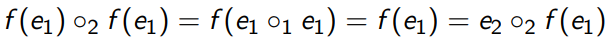 f(e₁) ∘₂ f(e₁) = f(e₁ ∘₁ e₁) = f(e₁) = e₂ ∘₂ f(e₁)